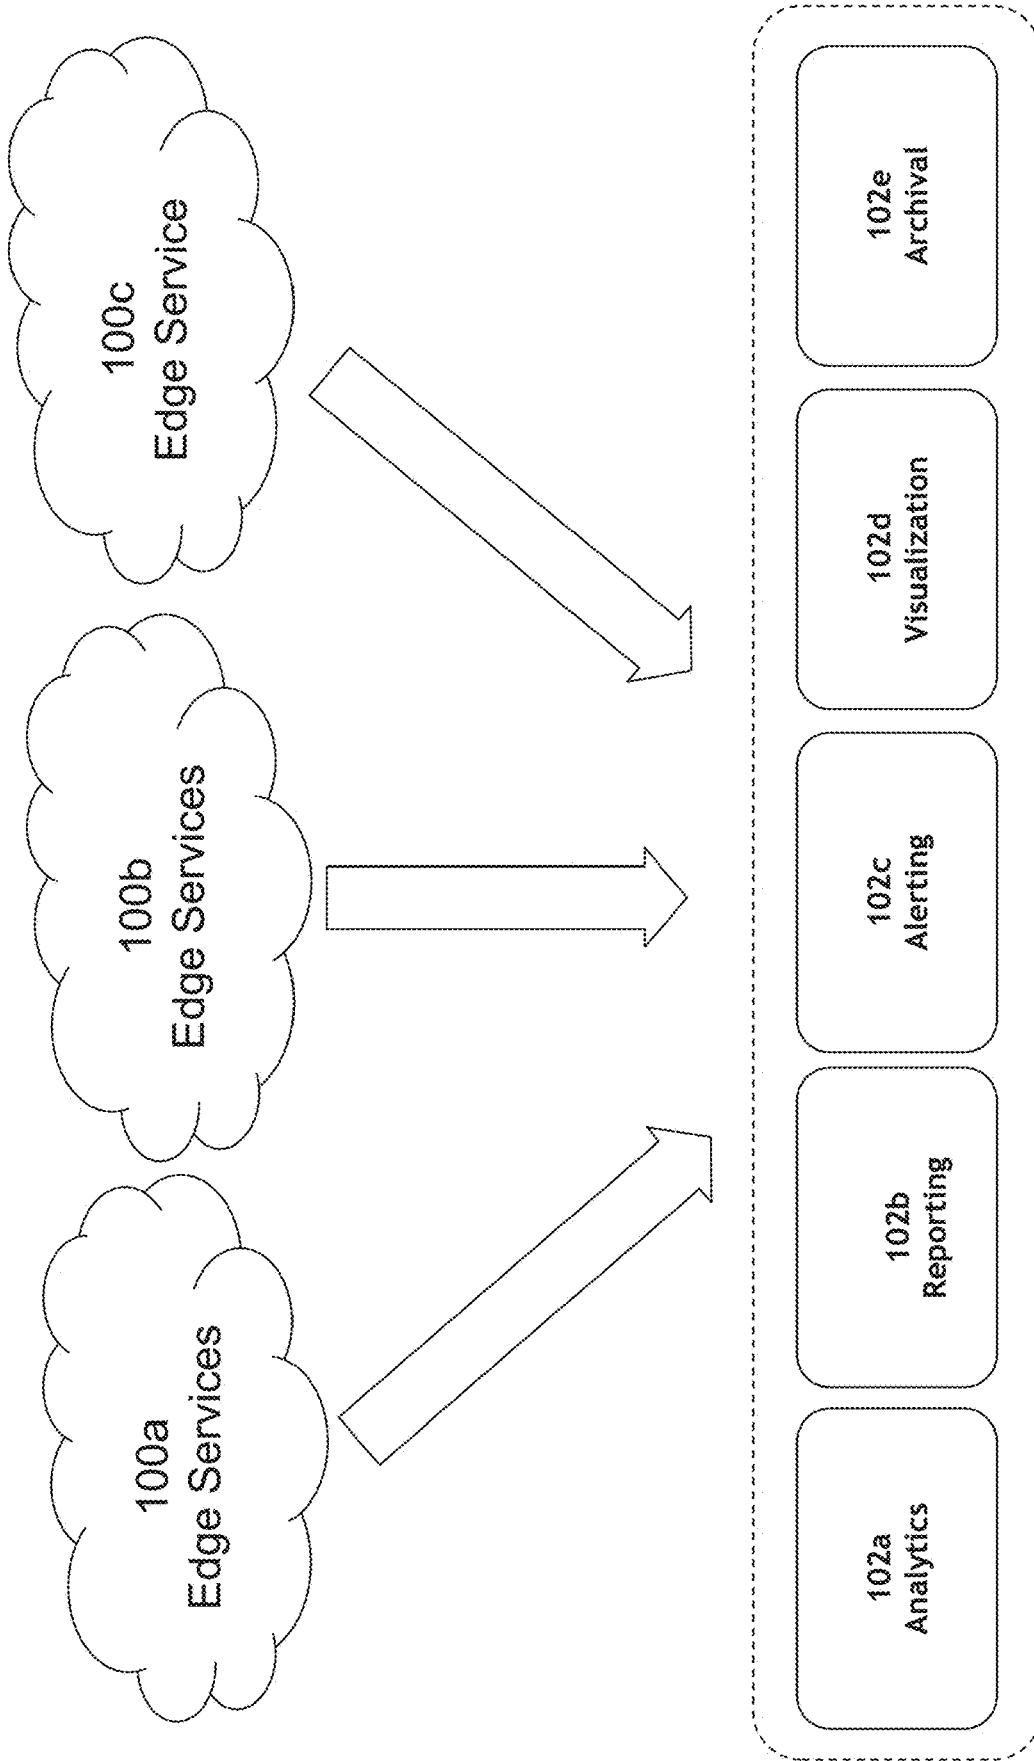 100a
Edge Services
100b
Edge Services
100c
Edge Service
102a
Analytics
102b
Reporting
102c
Alerting
102d
Visualization
102e
Archival